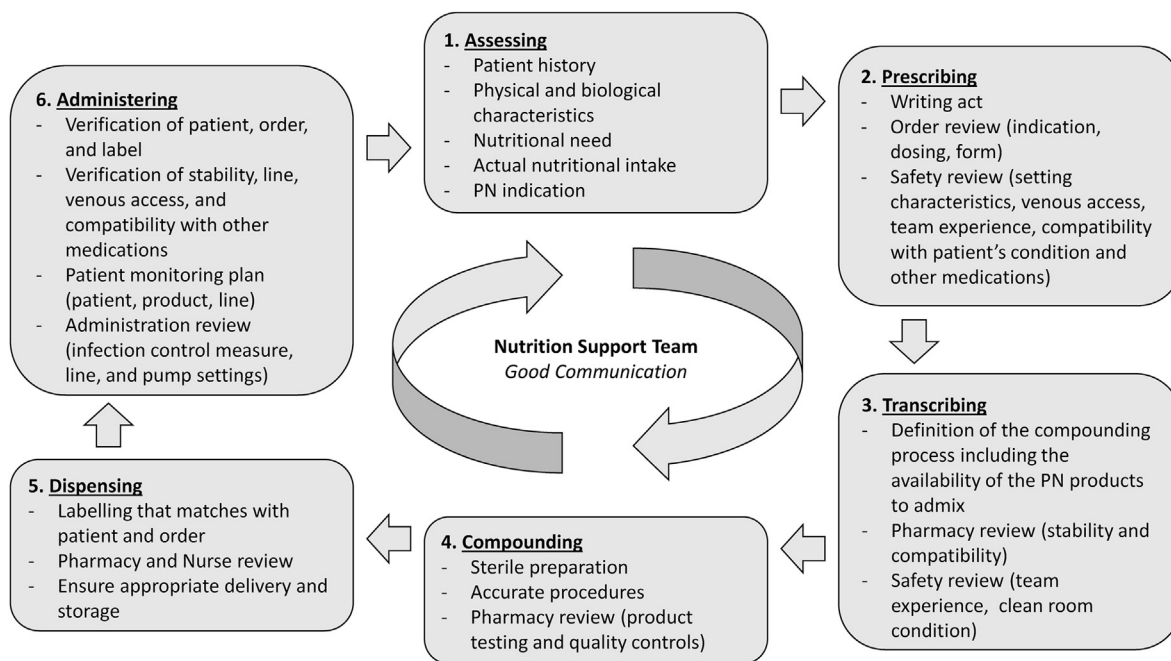 1. Assessing
- Patient history
- Physical and biological
characteristics
- Nutritional need
- Actual nutritional intake
- PN indication
2. Prescribing
- Writing act
- Order review (indication,
dosing, form)
- Safety review (setting
characteristics, venous access,
team experience, compatibility
with patient's condition and
other medications)
3. Transcribing
- Definition of the compounding
process including the
availability of the PN products
to admix
- Pharmacy review (stability and
compatibility)
- Safety review (team
experience, clean room
condition)
4. Compounding
- Sterile preparation
- Accurate procedures
- Pharmacy review (product
testing and quality controls)
5. Dispensing
- Labelling that matches with
patient and order
- Pharmacy and Nurse review
- Ensure appropriate delivery and
storage
6. Administering
- Verification of patient, order,
and label
- Verification of stability, line,
venous access, and
compatibility with other
medications
- Patient monitoring plan
(patient, product, line)
- Administration review
(infection control measure,
line, and pump settings)
Nutrition Support Team
Good Communication